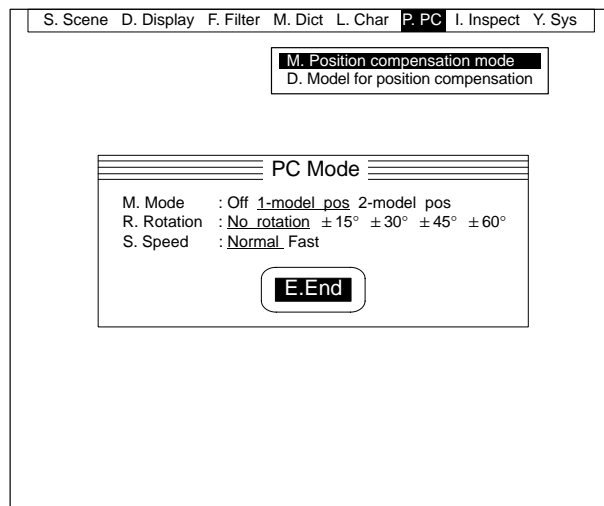 S. Scene D. Display F. Filter M. Dict L. Char P. PC I. Inspect Y. Sys
M. Position compensation mode
D. Model for position compensation
PC Mode
M. Mode : Off 1-model pos 2-model pos
R. Rotation : No rotation ±15° ±30° ±45° ±60°
S. Speed : Normal Fast
E.End